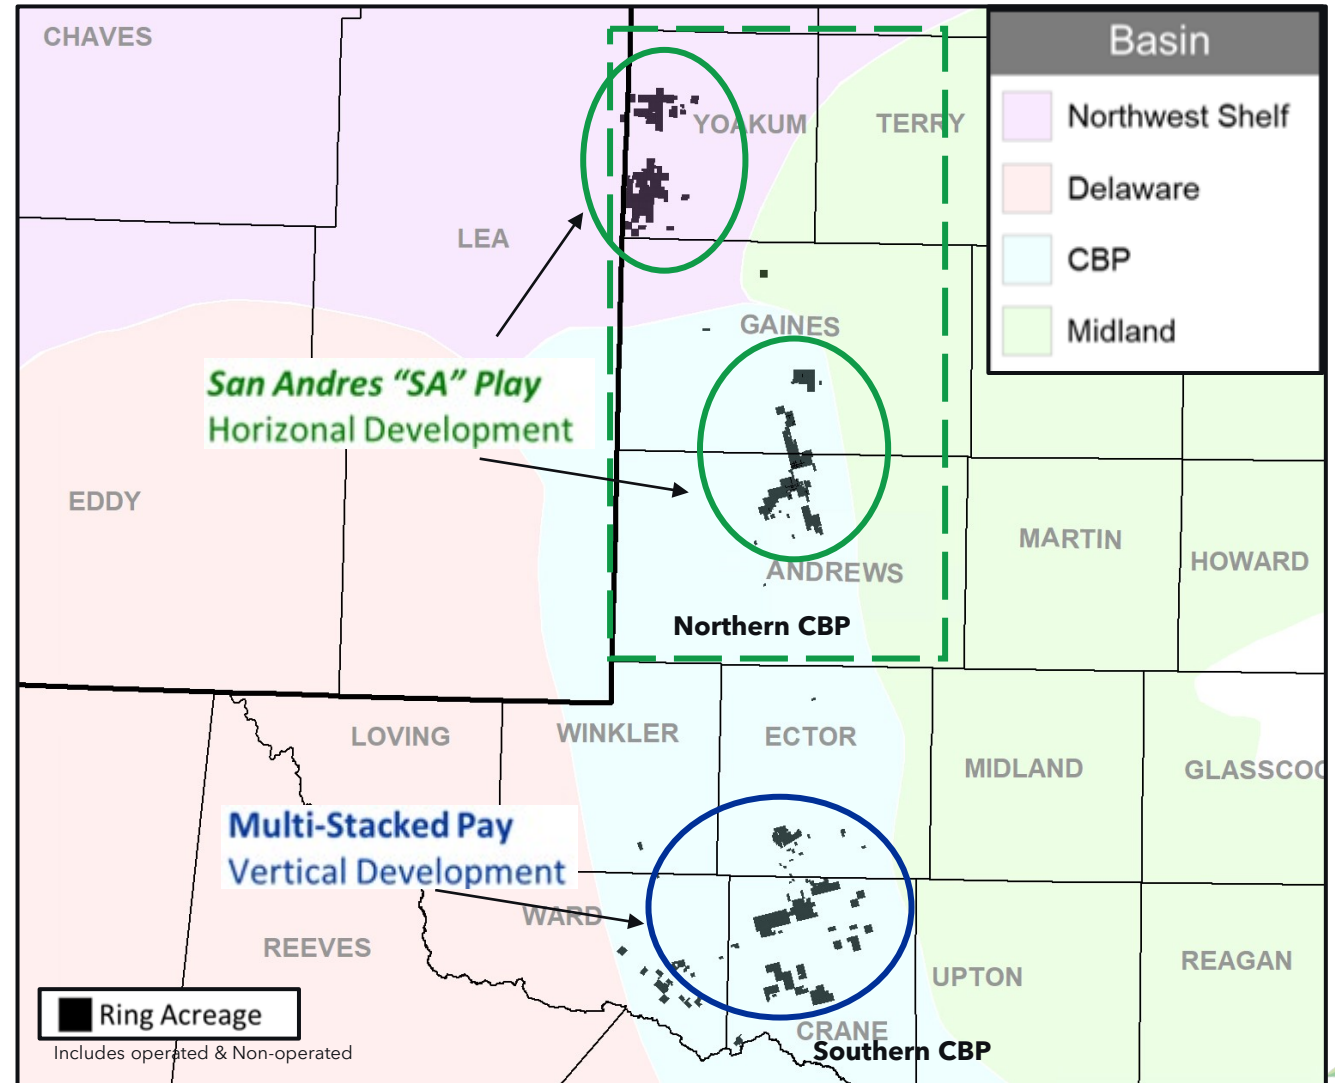 CHAVES
Basin
Northwest Shelf
Delaware
CBP
Midland
YOAKUM
TERRY
LEA
GAINES
San Andres “SA” Play
Horizonal Development
EDDY
MARTIN
HOWARD
ANDREWS
Northern CBP
LOVING
WINKLER
ECTOR
MIDLAND
GLASSCOC
Multi-Stacked Pay
Vertical Development
WARD
REEVES
UPTON
REAGAN
Ring Acreage
CRANE
Includes operated & Non-operated
Southern CBP